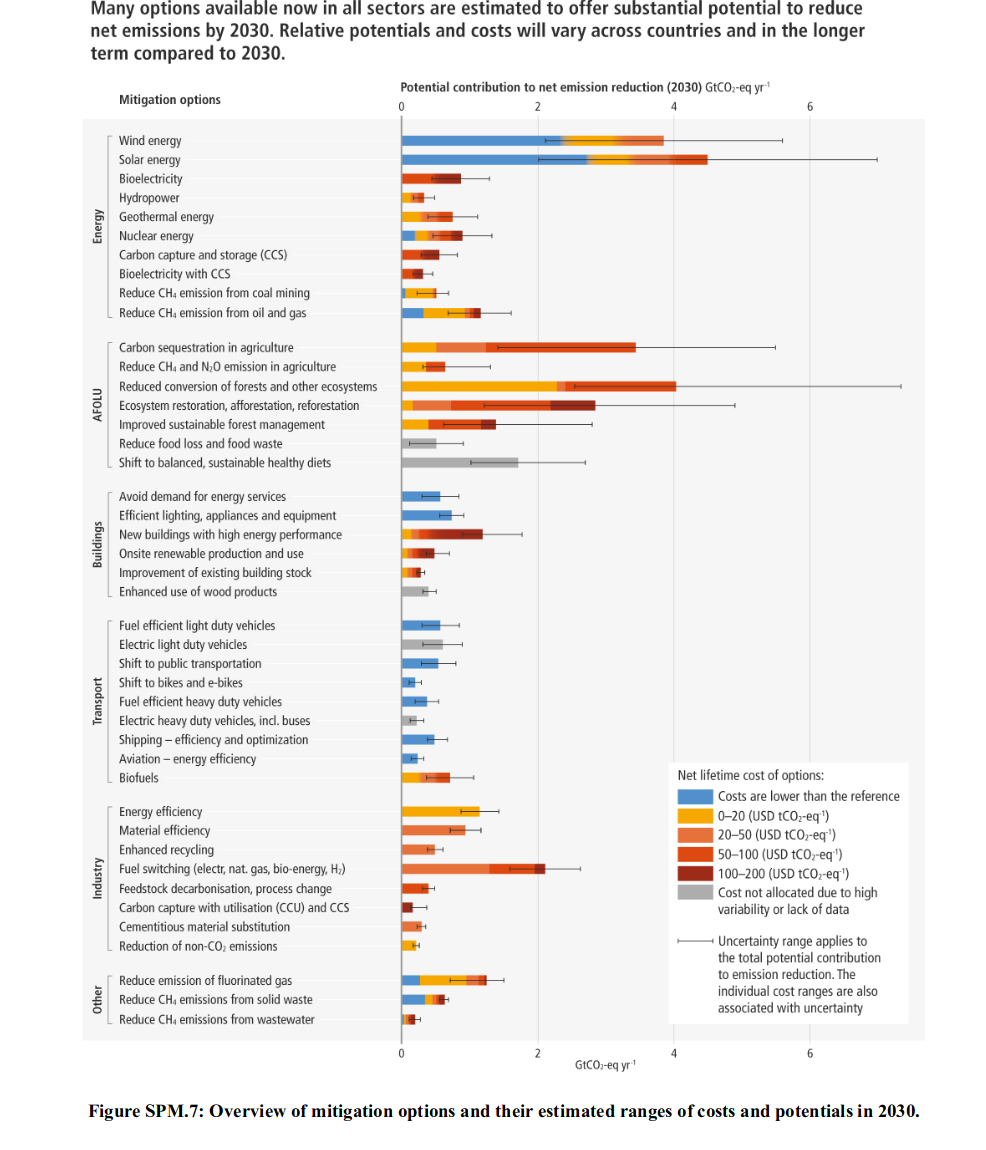 Many options available now in all sectors are estimated to offer substantial potential to reduce
net emissions by 2030. Relative potentials and costs will vary across countries and in the longer
term compared to 2030.
Potential contribution to net emission reduction (2030) GtCO₂-eq yr⁻¹
Mitigation options
0 2 4 6
Energy
Wind energy
Solar energy
Bioelectricity
Hydropower
Geothermal energy
Nuclear energy
Carbon capture and storage (CCS)
Bioelectricity with CCS
Reduce CH₄ emission from coal mining
Reduce CH₄ emission from oil and gas
AFOLU
Carbon sequestration in agriculture
Reduce CH₄ and N₂O emission in agriculture
Reduced conversion of forests and other ecosystems
Ecosystem restoration, afforestation, reforestation
Improved sustainable forest management
Reduce food loss and food waste
Shift to balanced, sustainable healthy diets
Buildings
Avoid demand for energy services
Efficient lighting, appliances and equipment
New buildings with high energy performance
Onsite renewable production and use
Improvement of existing building stock
Enhanced use of wood products
Transport
Fuel efficient light duty vehicles
Electric light duty vehicles
Shift to public transportation
Shift to bikes and e-bikes
Fuel efficient heavy duty vehicles
Electric heavy duty vehicles, incl. buses
Shipping – efficiency and optimization
Aviation – energy efficiency
Biofuels
Industry
Energy efficiency
Material efficiency
Enhanced recycling
Fuel switching (electr, nat. gas, bio-energy, H₂)
Feedstock decarbonisation, process change
Carbon capture with utilisation (CCU) and CCS
Cementitious material substitution
Reduction of non-CO₂ emissions
Other
Reduce emission of fluorinated gas
Reduce CH₄ emissions from solid waste
Reduce CH₄ emissions from wastewater
Net lifetime cost of options:
Costs are lower than the reference
0–20 (USD tCO₂-eq⁻¹)
20–50 (USD tCO₂-eq⁻¹)
50–100 (USD tCO₂-eq⁻¹)
100–200 (USD tCO₂-eq⁻¹)
Cost not allocated due to high
variability or lack of data
Uncertainty range applies to
the total potential contribution
to emission reduction. The
individual cost ranges are also
associated with uncertainty
0 2 4 6
GtCO₂-eq yr⁻¹
Figure SPM.7: Overview of mitigation options and their estimated ranges of costs and potentials in 2030.